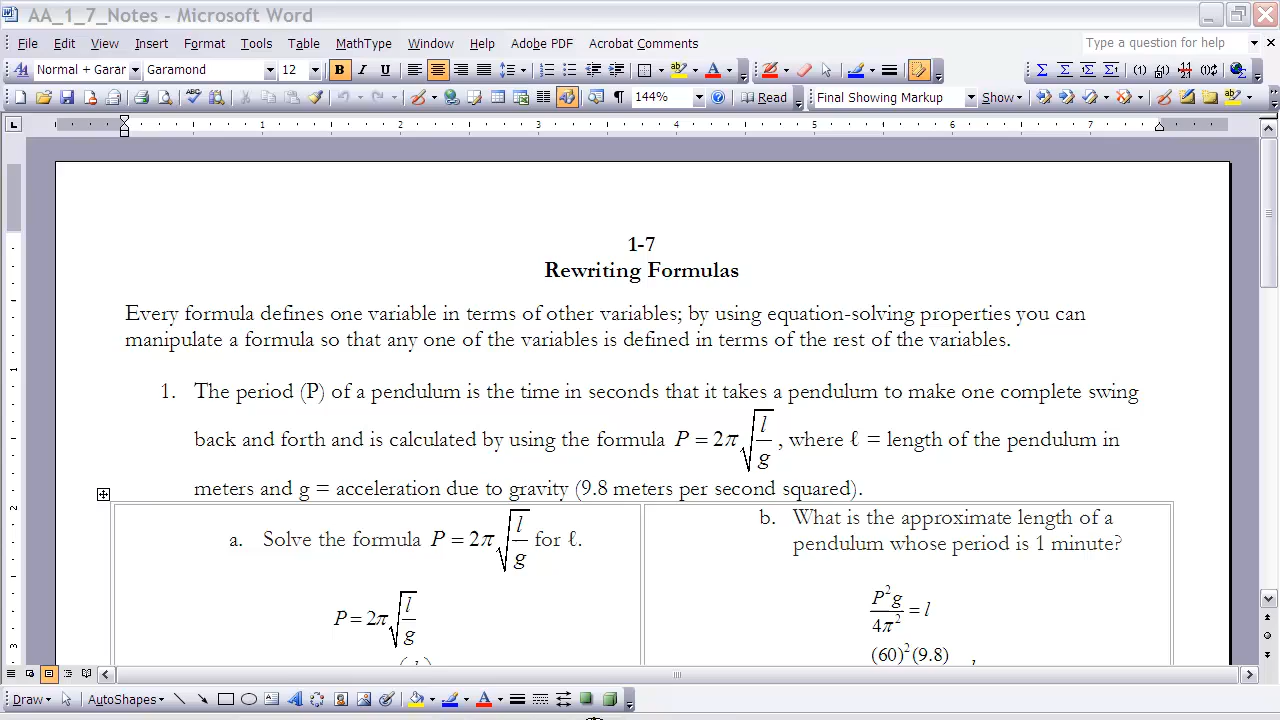 AA_1_7_Notes - Microsoft Word
File Edit View Insert Format Tools Table MathType Window Help Adobe PDF Acrobat Comments Type a question for help
Normal + Garar Garamond 12 B I U
144% Read Final Showing Markup Show
1 2 3 4 5 6 7
1-7
Rewriting Formulas
Every formula defines one variable in terms of other variables; by using equation-solving properties you can
manipulate a formula so that any one of the variables is defined in terms of the rest of the variables.
1. The period (P) of a pendulum is the time in seconds that it takes a pendulum to make one complete swing
back and forth and is calculated by using the formula P = 2π√(l/g), where ℓ = length of the pendulum in
meters and g = acceleration due to gravity (9.8 meters per second squared).
a. Solve the formula P = 2π√(l/g) for ℓ.
P = 2π√(l/g)
b. What is the approximate length of a
pendulum whose period is 1 minute?
P²g/4π² = l
(60)²(9.8)
Draw AutoShapes